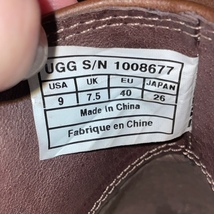 UGG S/N 1008677
USA UK EU JAPAN
9 7.5 40 26
Made in China
Fabrique en Chine